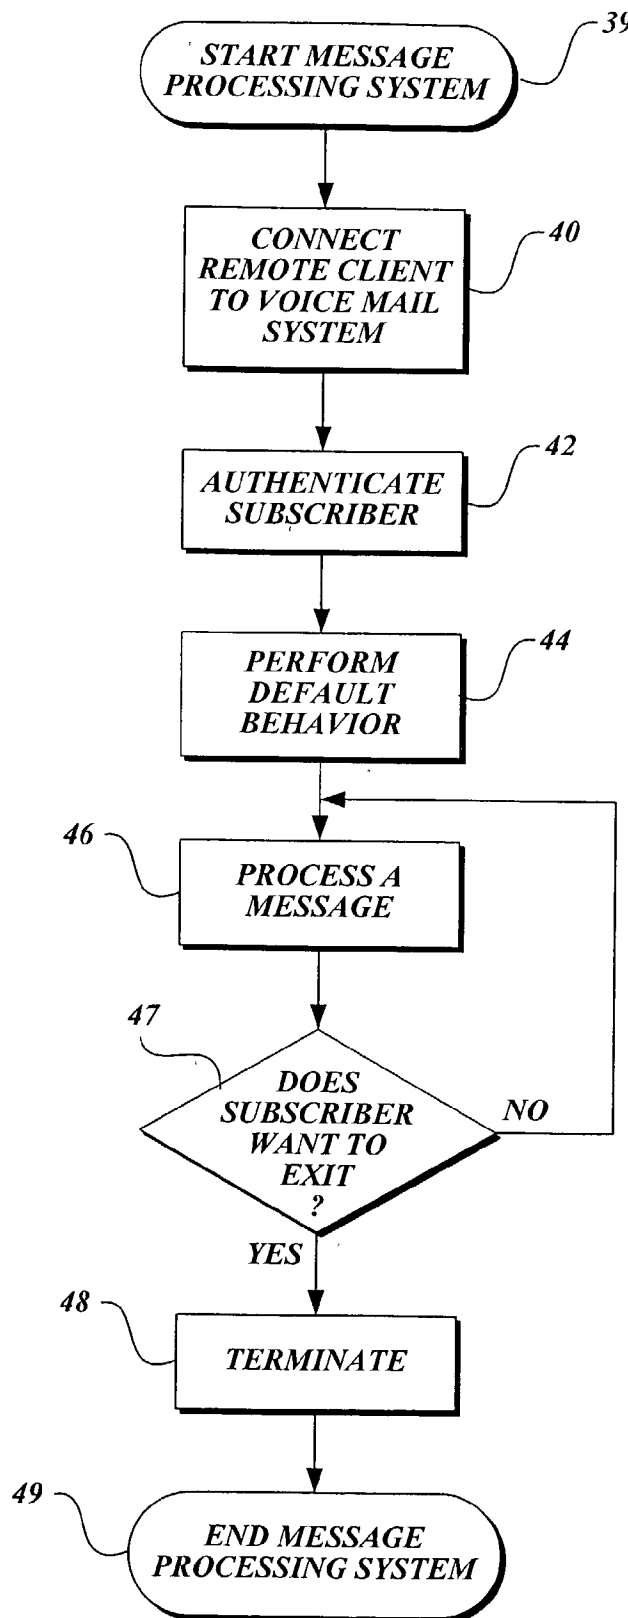 START MESSAGE
PROCESSING SYSTEM
39
CONNECT
REMOTE CLIENT
TO VOICE MAIL
SYSTEM
40
AUTHENTICATE
SUBSCRIBER
42
PERFORM
DEFAULT
BEHAVIOR
44
46
PROCESS A
MESSAGE
47
DOES
SUBSCRIBER
WANT TO
EXIT
?
NO
YES
48
TERMINATE
49
END MESSAGE
PROCESSING SYSTEM